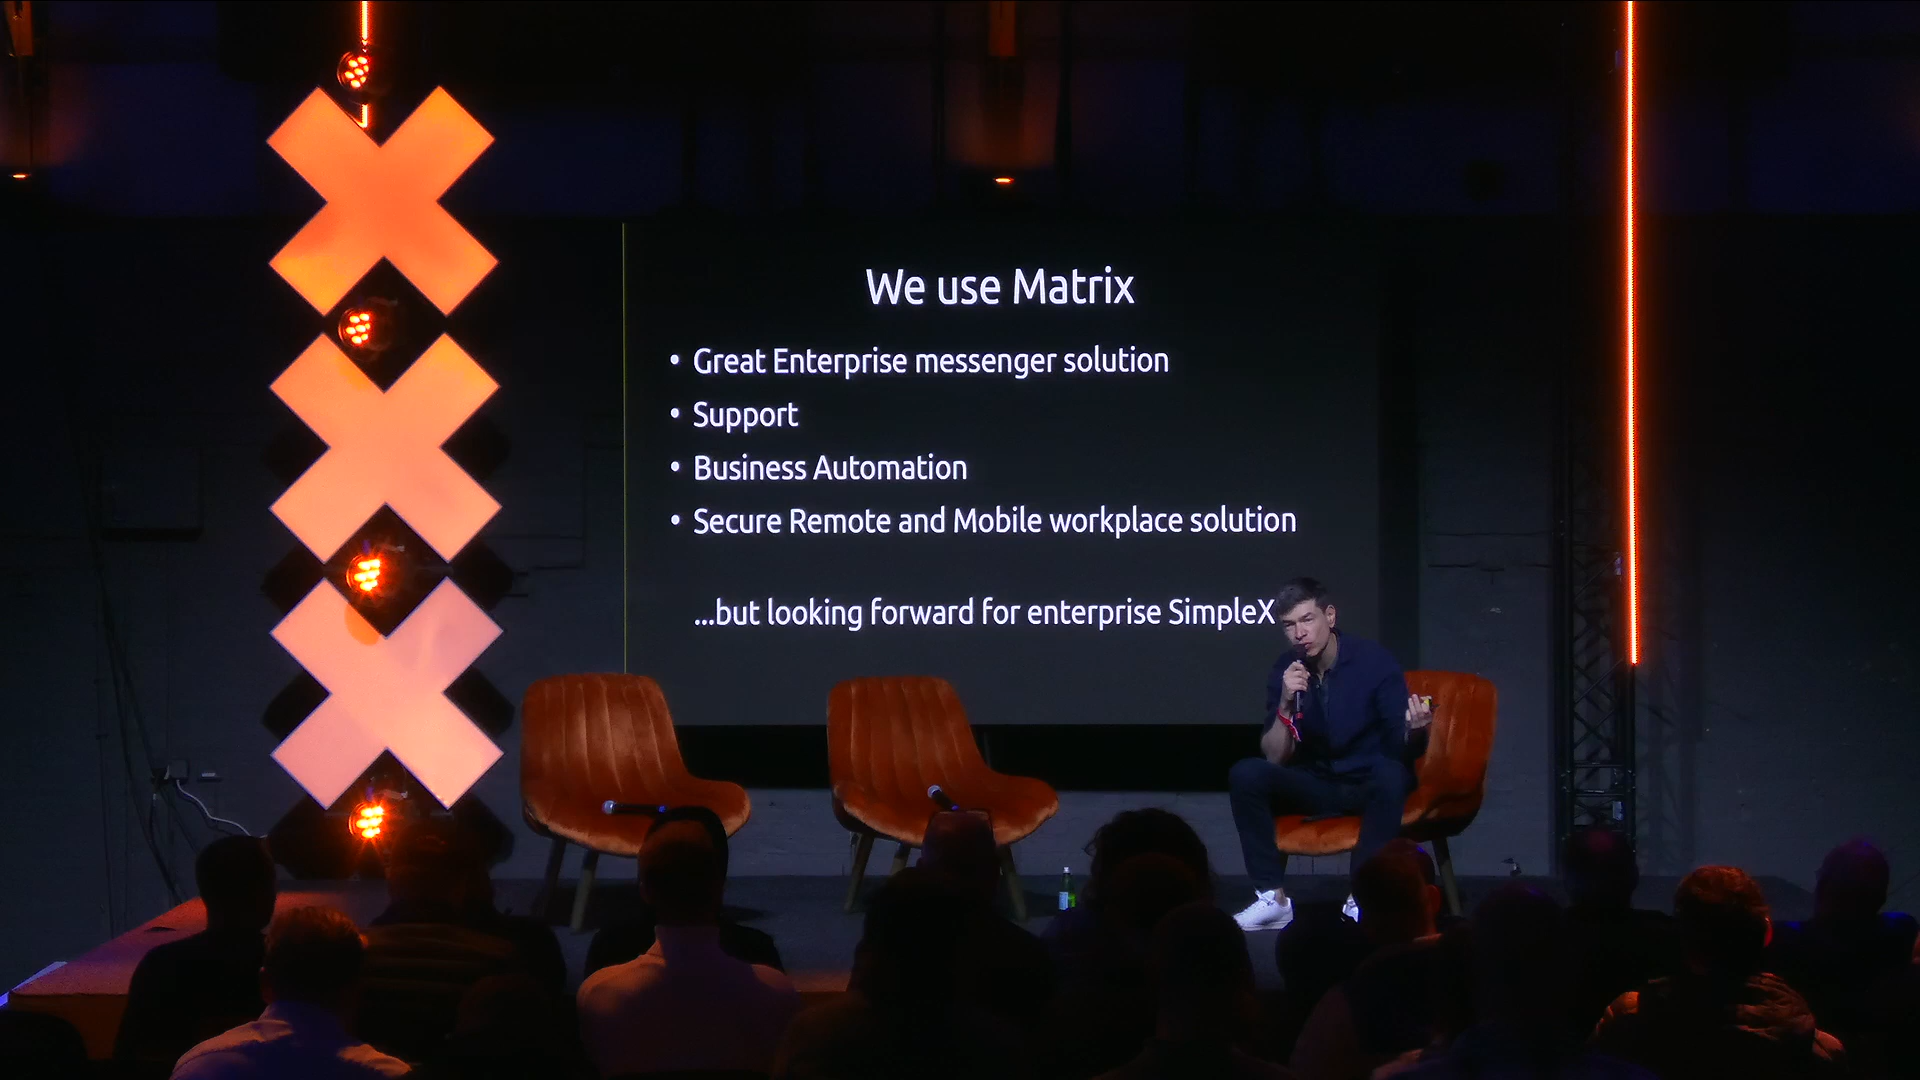 We use Matrix
• Great Enterprise messenger solution
• Support
• Business Automation
• Secure Remote and Mobile workplace solution
...but looking forward for enterprise SimpleX